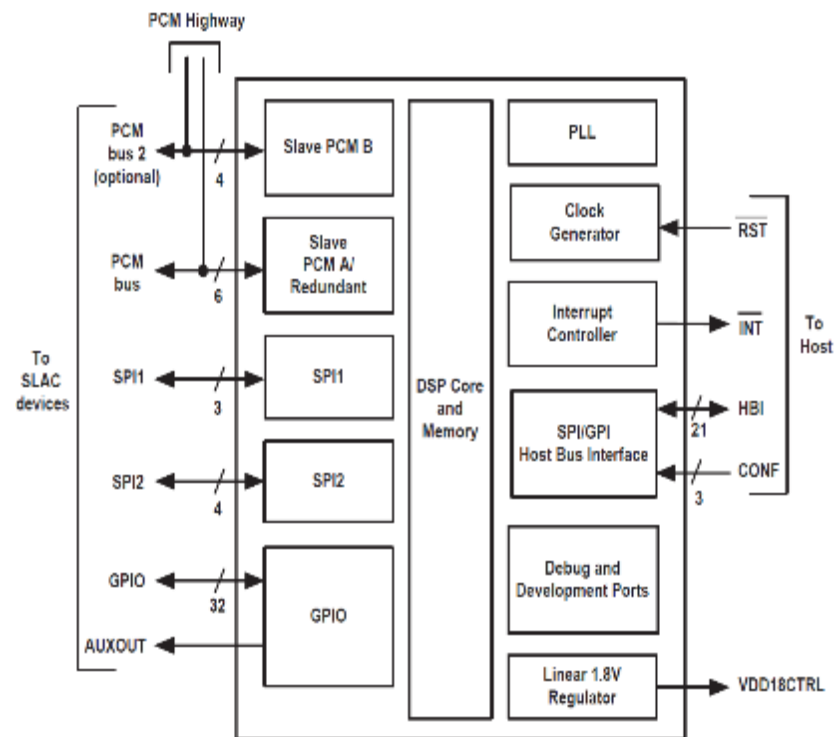 PCM Highway
PCM
bus 2
(optional)
4
Slave PCM B
PCM
bus
6
Slave
PCM A/
Redundant
To
SLAC
devices
SPI1
3
SPI1
SPI2
4
SPI2
GPIO
32
GPIO
AUXOUT
DSP Core
and
Memory
PLL
Clock
Generator
RST
Interrupt
Controller
INT
To
Host
SPI/GPI
Host Bus Interface
HBI
21
CONF
3
Debug and
Development Ports
Linear 1.8V
Regulator
VDD18CTRL